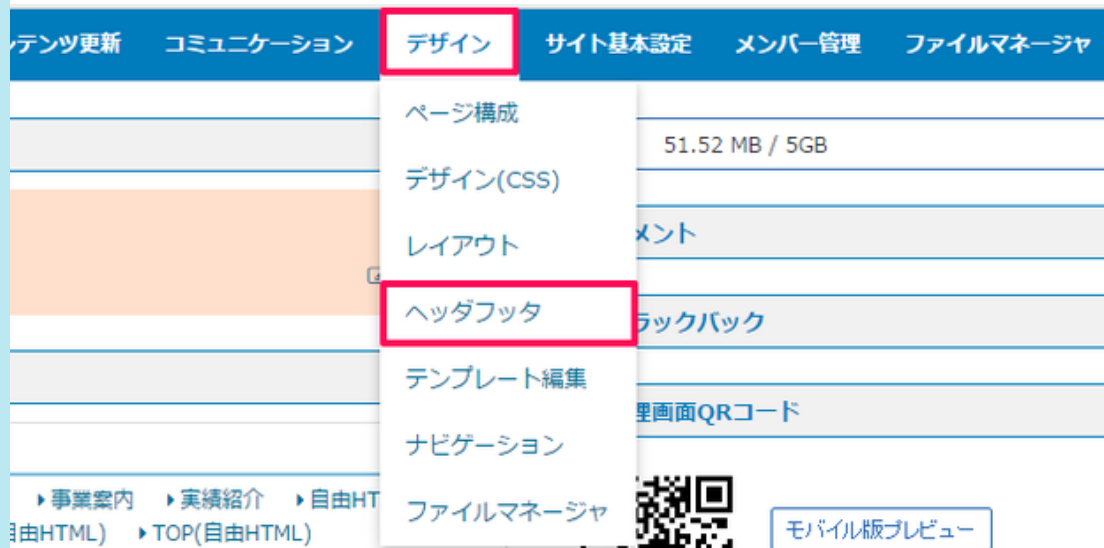 ンテンツ更新 コミュニケーション デザイン サイト基本設定 メンバー管理 ファイルマネージャ
ページ構成
51.52 MB / 5GB
デザイン(CSS)
メント
レイアウト
ヘッダフッタ
ラックバック
テンプレート編集
理画面QRコード
ナビゲーション
事業案内 実績紹介 自由HT
ファイルマネージャ
自由HTML) TOP(自由HTML)
モバイル版プレビュー